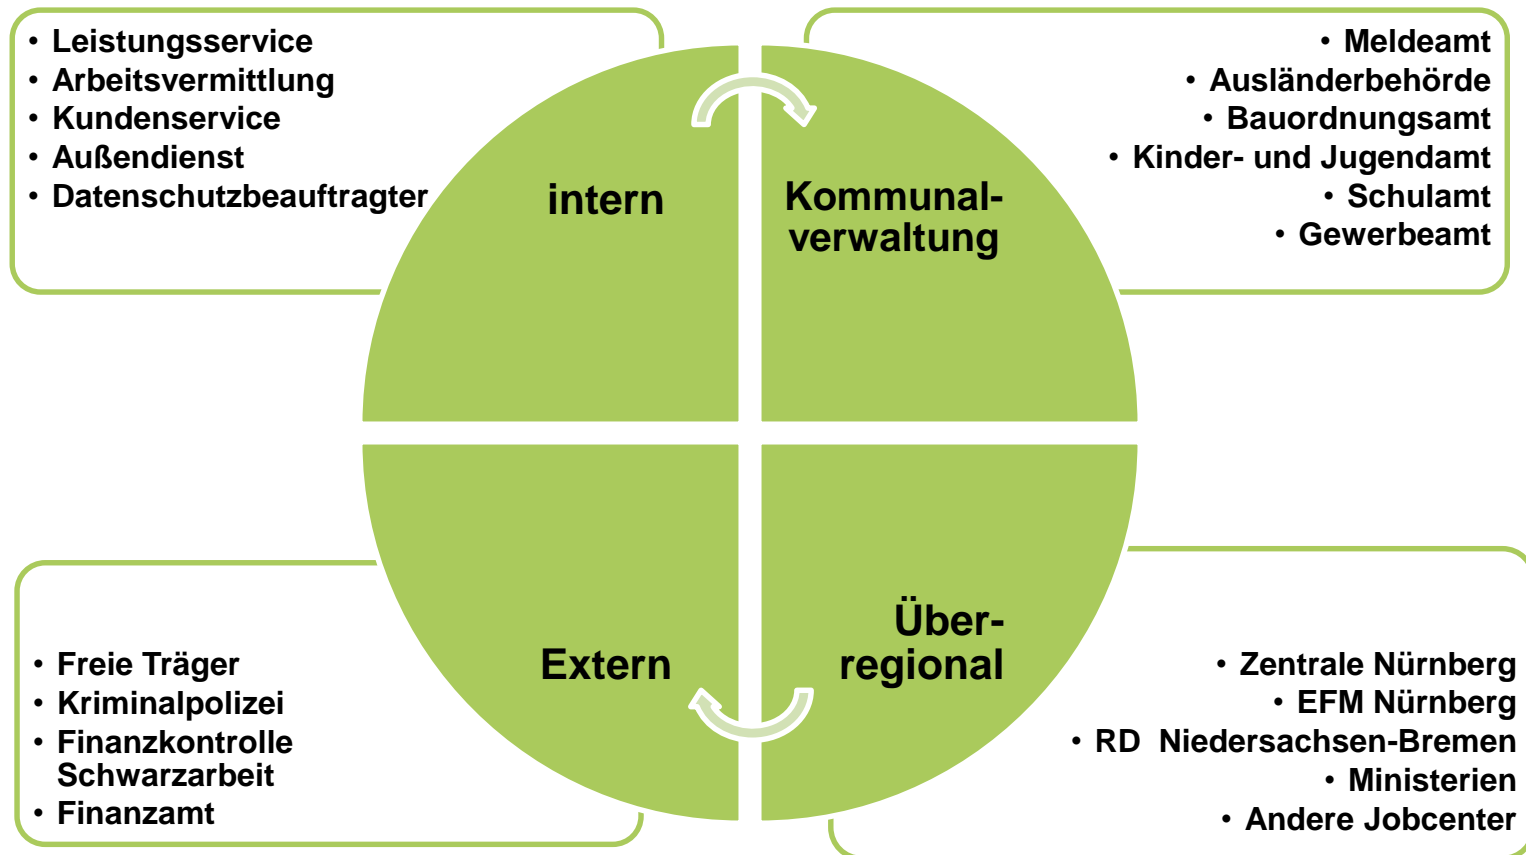 • Leistungsservice
• Arbeitsvermittlung
• Kundenservice
• Außendienst
• Datenschutzbeauftragter
intern
• Meldeamt
• Ausländerbehörde
• Bauordnungsamt
• Kinder- und Jugendamt
• Schulamt
• Gewerbeamt
Kommunal-
verwaltung
• Freie Träger
• Kriminalpolizei
• Finanzkontrolle
Schwarzarbeit
• Finanzamt
Extern
Über-
regional
• Zentrale Nürnberg
• EFM Nürnberg
• RD Niedersachsen-Bremen
• Ministerien
• Andere Jobcenter